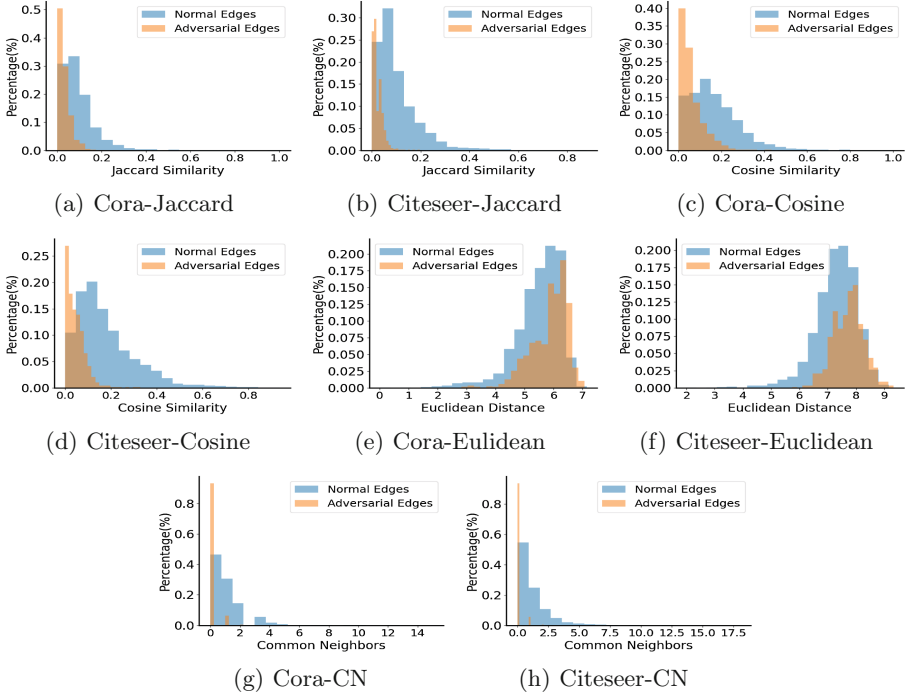 Normal Edges
Adversarial Edges
Percentage(%)
0.5
0.4
0.3
0.2
0.1
0.0
0.0 0.2 0.4 0.6 0.8 1.0
Jaccard Similarity
(a) Cora-Jaccard
Normal Edges
Adversarial Edges
Percentage(%)
0.30
0.25
0.20
0.15
0.10
0.05
0.00
0.0 0.2 0.4 0.6 0.8
Jaccard Similarity
(b) Citeseer-Jaccard
Normal Edges
Adversarial Edges
Percentage(%)
0.40
0.35
0.30
0.25
0.20
0.15
0.10
0.05
0.00
0.0 0.2 0.4 0.6 0.8 1.0
Cosine Similarity
(c) Cora-Cosine
Normal Edges
Adversarial Edges
Percentage(%)
0.25
0.20
0.15
0.10
0.05
0.00
0.0 0.2 0.4 0.6 0.8
Cosine Similarity
(d) Citeseer-Cosine
Normal Edges
Adversarial Edges
Percentage(%)
0.200
0.175
0.150
0.125
0.100
0.075
0.050
0.025
0.000
0 1 2 3 4 5 6 7
Euclidean Distance
(e) Cora-Eulidean
Normal Edges
Adversarial Edges
Percentage(%)
0.200
0.175
0.150
0.125
0.100
0.075
0.050
0.025
0.000
2 3 4 5 6 7 8 9
Euclidean Distance
(f) Citeseer-Euclidean
Normal Edges
Adversarial Edges
Percentage(%)
0.8
0.6
0.4
0.2
0.0
0 2 4 6 8 10 12 14
Common Neighbors
(g) Cora-CN
Normal Edges
Adversarial Edges
Percentage(%)
0.8
0.6
0.4
0.2
0.0
0.0 2.5 5.0 7.5 10.0 12.5 15.0 17.5
Common Neighbors
(h) Citeseer-CN